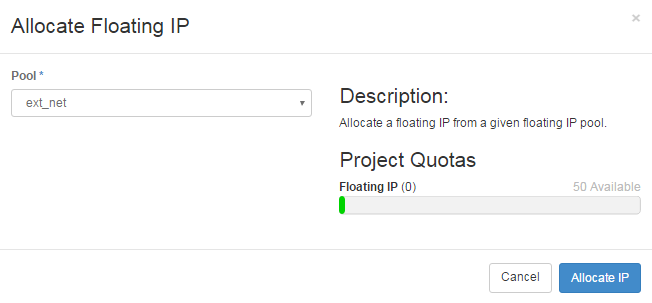 Allocate Floating IP
×
Pool *
ext_net
Description:
Allocate a floating IP from a given floating IP pool.
Project Quotas
Floating IP (0)
50 Available
Cancel
Allocate IP